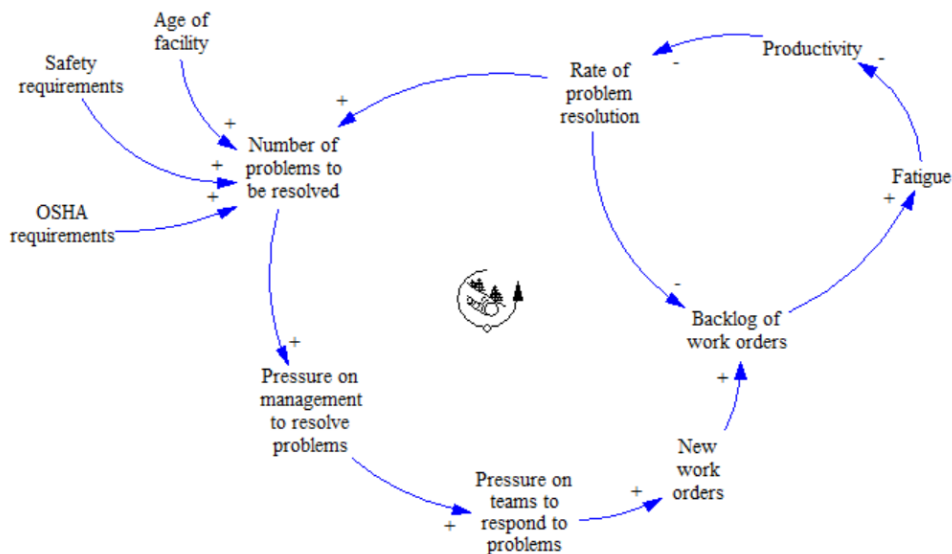 Age of
facility
Safety
requirements
OSHA
requirements
+
+
+
Number of
problems to
be resolved
+
Rate of
problem
resolution
-
Productivity
-
Fatigue
+
-
Backlog of
work orders
+
New
work
orders
+
Pressure on
management
to resolve
problems
+
Pressure on
teams to
respond to
problems
+